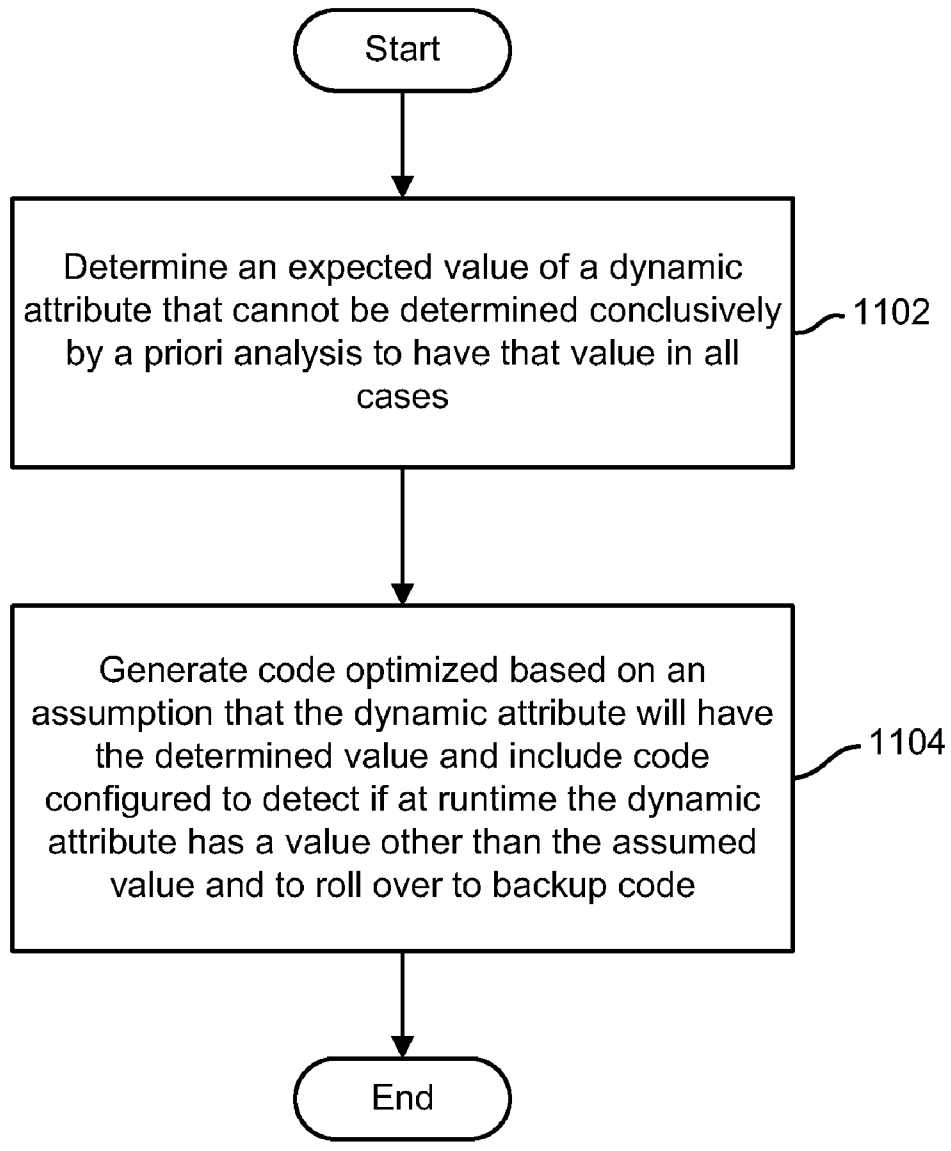 Start
Determine an expected value of a dynamic
attribute that cannot be determined conclusively
by a priori analysis to have that value in all
cases
1102
Generate code optimized based on an
assumption that the dynamic attribute will have
the determined value and include code
configured to detect if at runtime the dynamic
attribute has a value other than the assumed
value and to roll over to backup code
1104
End